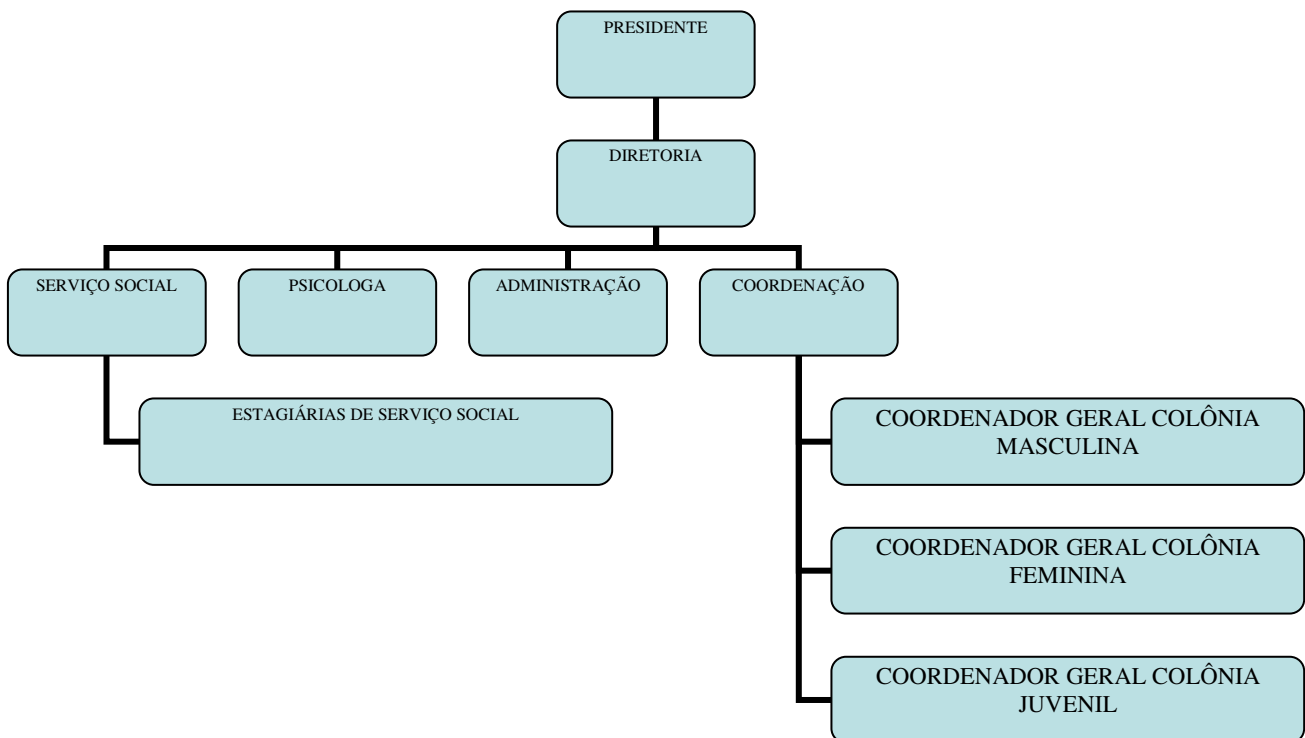 PRESIDENTE
DIRETORIA
SERVIÇO SOCIAL
PSICOLOGA
ADMINISTRAÇÃO
COORDENAÇÃO
ESTAGIÁRIAS DE SERVIÇO SOCIAL
COORDENADOR GERAL COLÔNIA
MASCULINA
COORDENADOR GERAL COLÔNIA
FEMININA
COORDENADOR GERAL COLÔNIA
JUVENIL